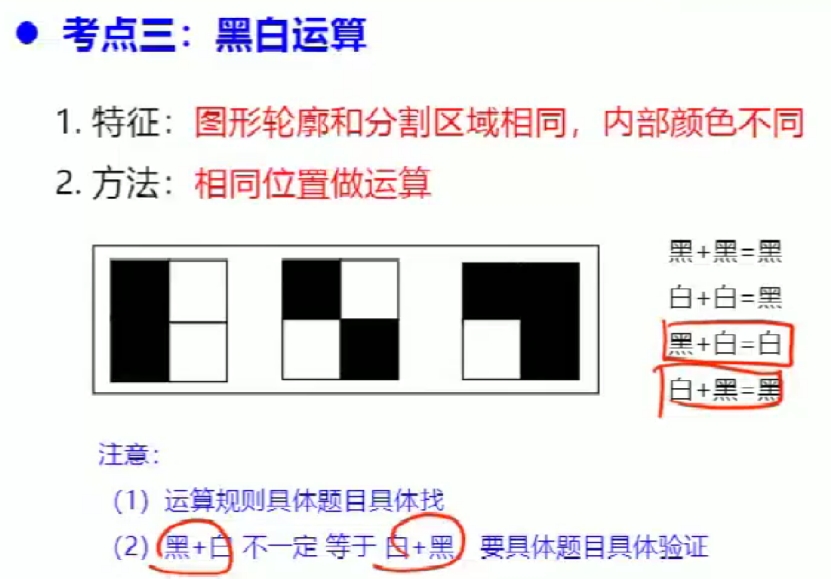 ● 考点三：黑白运算
1. 特征：图形轮廓和分割区域相同，内部颜色不同
2. 方法：相同位置做运算
黑+黑=黑
白+白=黑
黑+白=白
白+黑=黑
注意：
（1）运算规则具体题目具体找
（2）黑+白 不一定 等于 白+黑，要具体题目具体验证